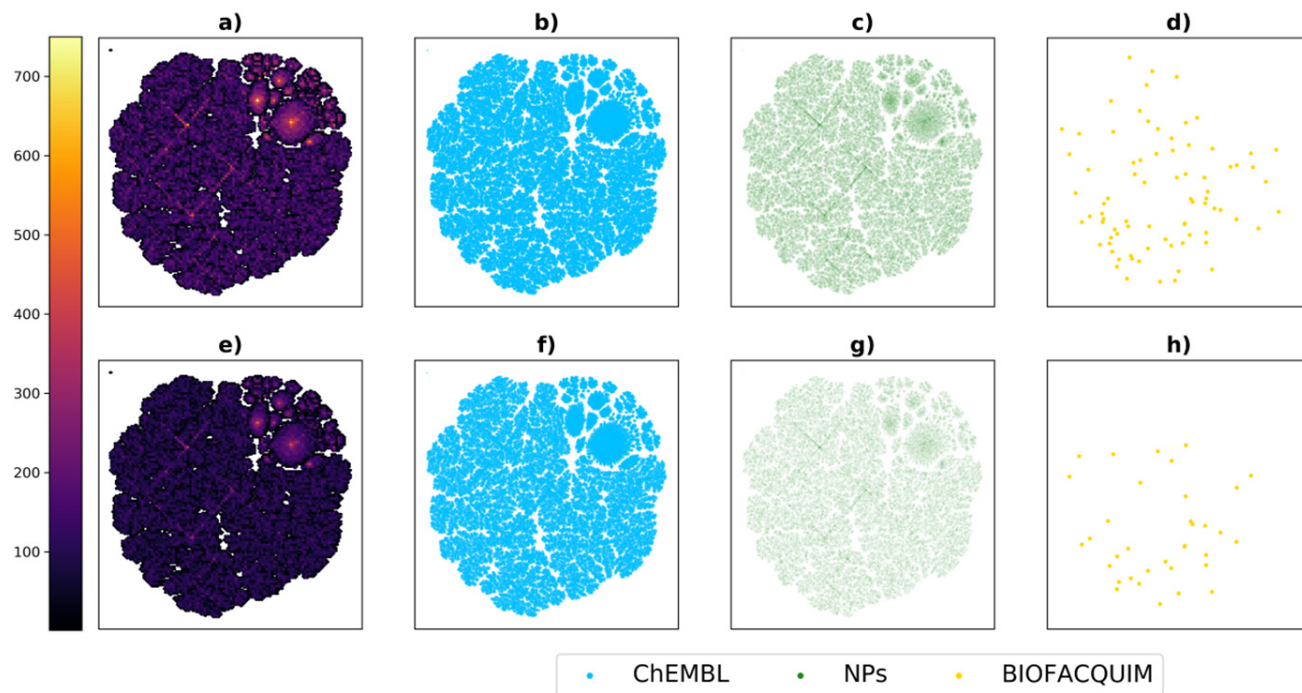 a)
b)
c)
d)
700
600
500
400
300
200
100
e)
f)
g)
h)
ChEMBL
NPs
BIOFACQUIM